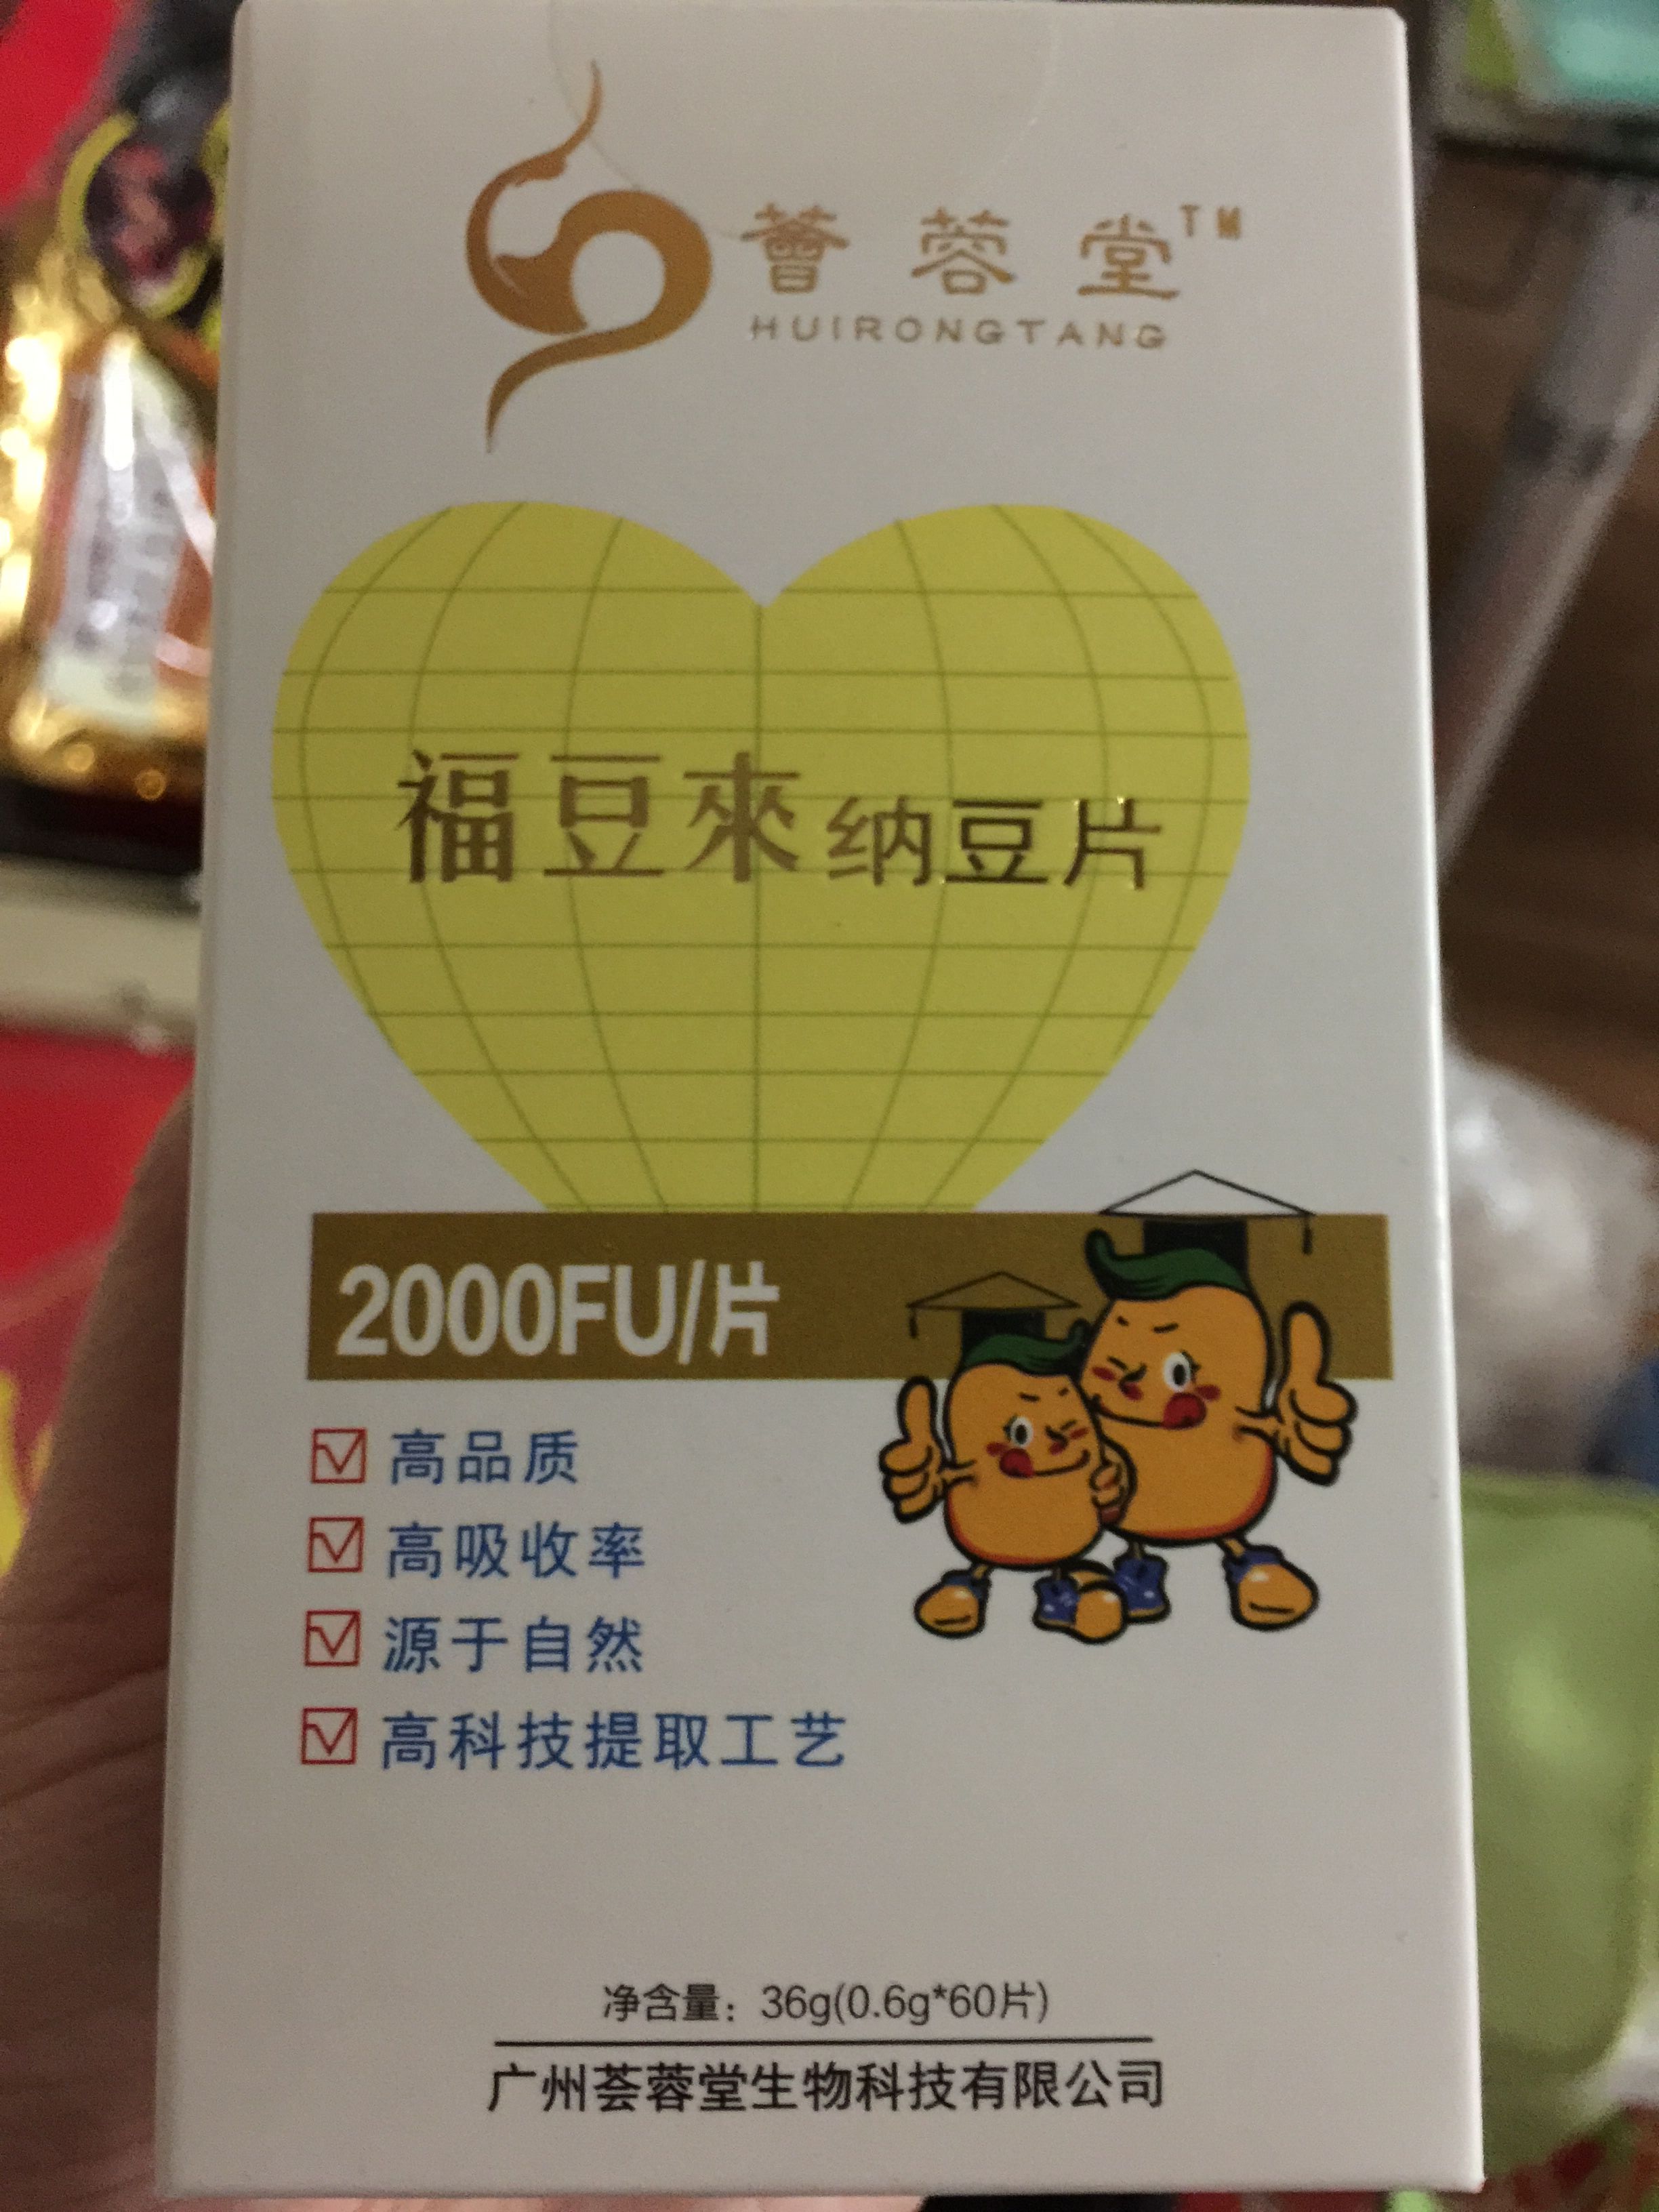 薈蓉堂™
HUIRONGTANG
福豆來纳豆片
2000FU/片
高品质
高吸收率
源于自然
高科技提取工艺
净含量：36g(0.6g*60片)
广州荟蓉堂生物科技有限公司